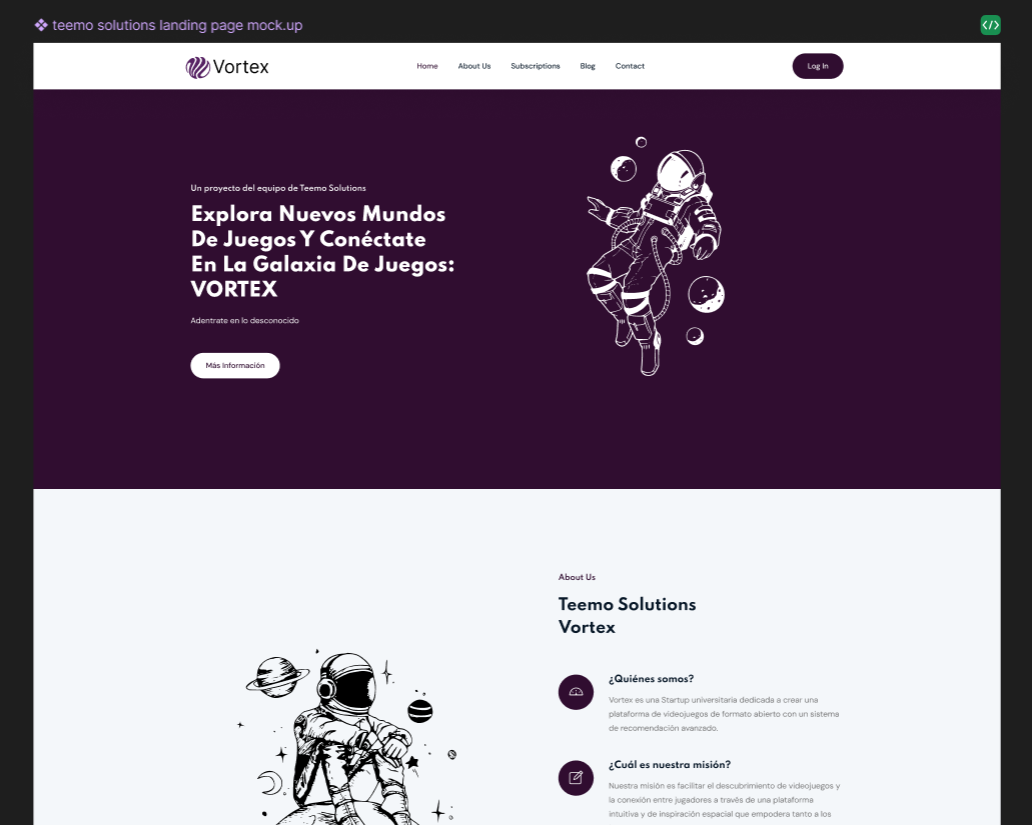 teemo solutions landing page mock.up
Vortex
Home
About Us
Subscriptions
Blog
Contact
Log In
Un proyecto del equipo de Teemo Solutions
Explora Nuevos Mundos
De Juegos Y Conéctate
En La Galaxia De Juegos:
VORTEX
Adentrate en lo desconocido
Más Información
About Us
Teemo Solutions
Vortex
¿Quiénes somos?
Vortex es una Startup universitaria dedicada a crear una
plataforma de videojuegos de formato abierto con un sistema
de recomendación avanzado.
¿Cuál es nuestra misión?
Nuestra misión es facilitar el descubrimiento de videojuegos y
la conexión entre jugadores a través de una plataforma
intuitiva y de inspiración espacial que empodera tanto a los